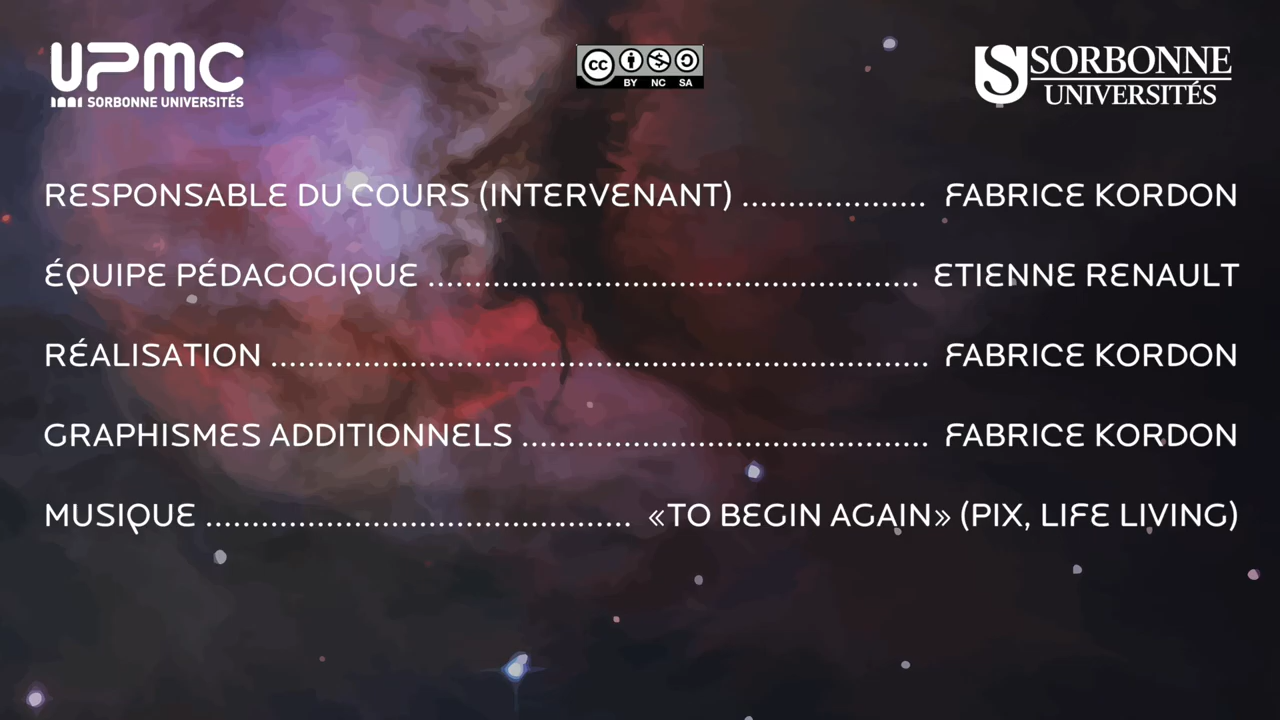 UPMC
SORBONNE UNIVERSITÉS
cc
BY NC SA
SORBONNE
UNIVERSITÉS
RESPONSABLE DU COURS (INTERVENANT) .................... FABRICE KORDON
ÉQUIPE PÉDAGOGIQUE ..................................................... ETIENNE RENAULT
RÉALISATION ........................................................................ FABRICE KORDON
GRAPHISMES ADDITIONNELS ............................................. FABRICE KORDON
MUSIQUE ............................................... «TO BEGIN AGAIN» (PIX, LIFE LIVING)